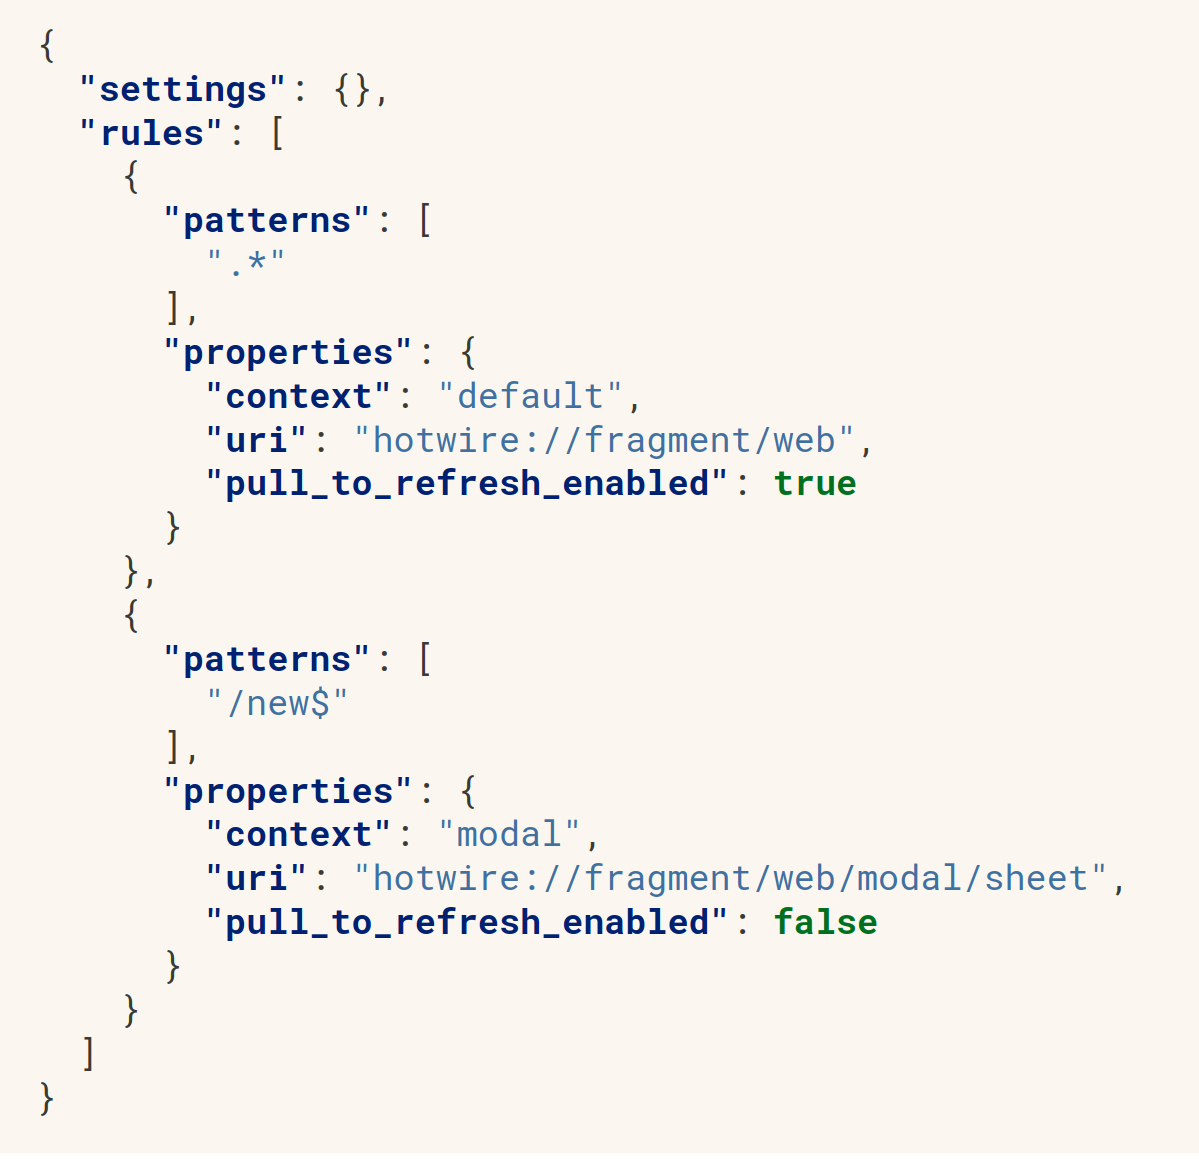 {
  "settings": {},
  "rules": [
    {
      "patterns": [
        ".*"
      ],
      "properties": {
        "context": "default",
        "uri": "hotwire://fragment/web",
        "pull_to_refresh_enabled": true
      }
    },
    {
      "patterns": [
        "/new$"
      ],
      "properties": {
        "context": "modal",
        "uri": "hotwire://fragment/web/modal/sheet",
        "pull_to_refresh_enabled": false
      }
    }
  ]
}